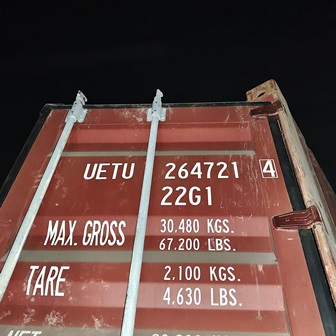 UETU 264721 4
22G1
MAX. GROSS 30.480 KGS.
67.200 LBS.
TARE 2.100 KGS.
4.630 LBS.
NET